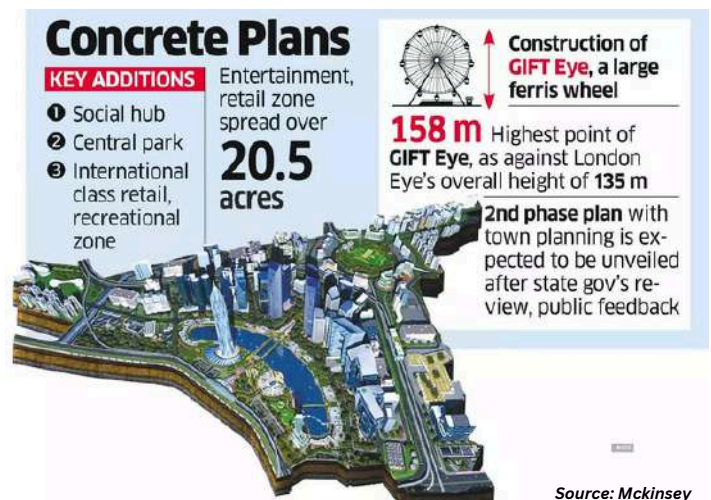 Concrete Plans
KEY ADDITIONS
❶ Social hub
❷ Central park
❸ International
class retail,
recreational
zone
Entertainment,
retail zone
spread over
20.5
acres
Construction of
GIFT Eye, a large
ferris wheel
158 m Highest point of
GIFT Eye, as against London
Eye's overall height of 135 m
2nd phase plan with
town planning is ex-
pected to be unveiled
after state gov's re-
view, public feedback
Source: Mckinsey